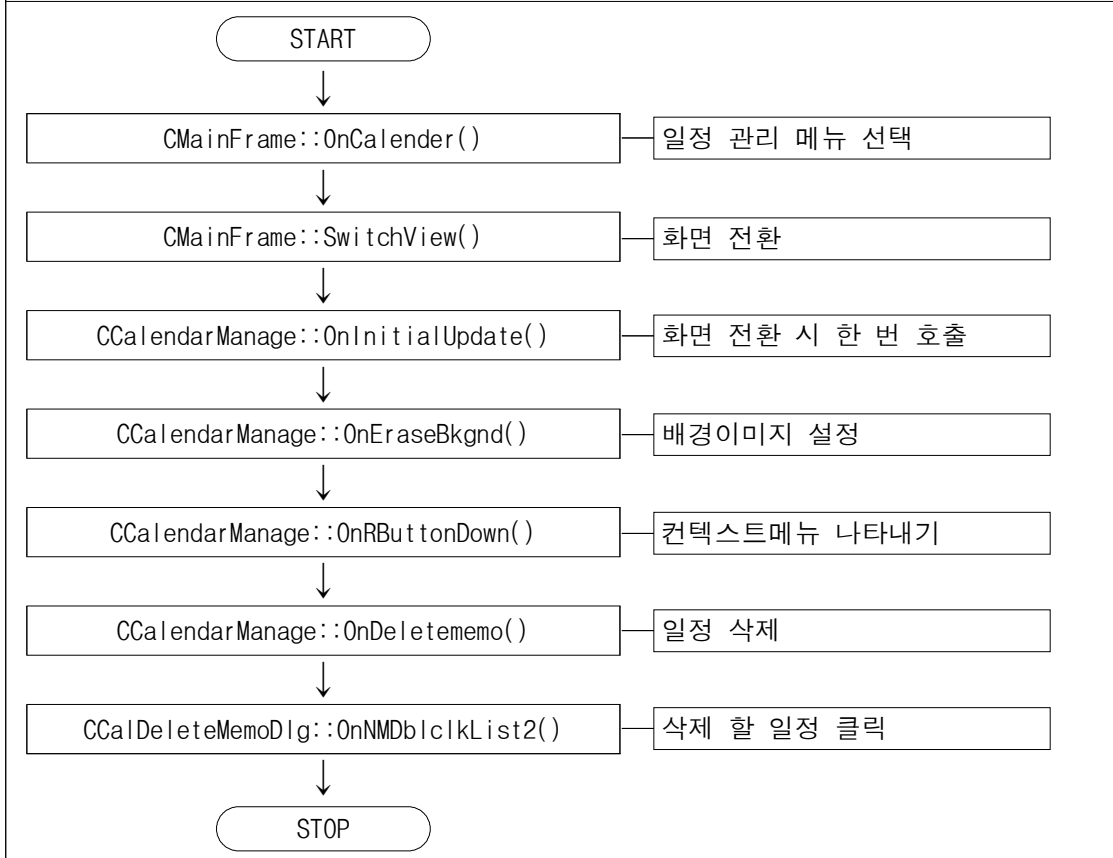 START
CMainFrame::OnCalender()
일정 관리 메뉴 선택
CMainFrame::SwitchView()
화면 전환
CCalendarManage::OnInitialUpdate()
화면 전환 시 한 번 호출
CCalendarManage::OnEraseBkgnd()
배경이미지 설정
CCalendarManage::OnRButtonDown()
컨텍스트메뉴 나타내기
CCalendarManage::OnDeletememo()
일정 삭제
CCalDeleteMemoDlg::OnNMDblclkList2()
삭제 할 일정 클릭
STOP